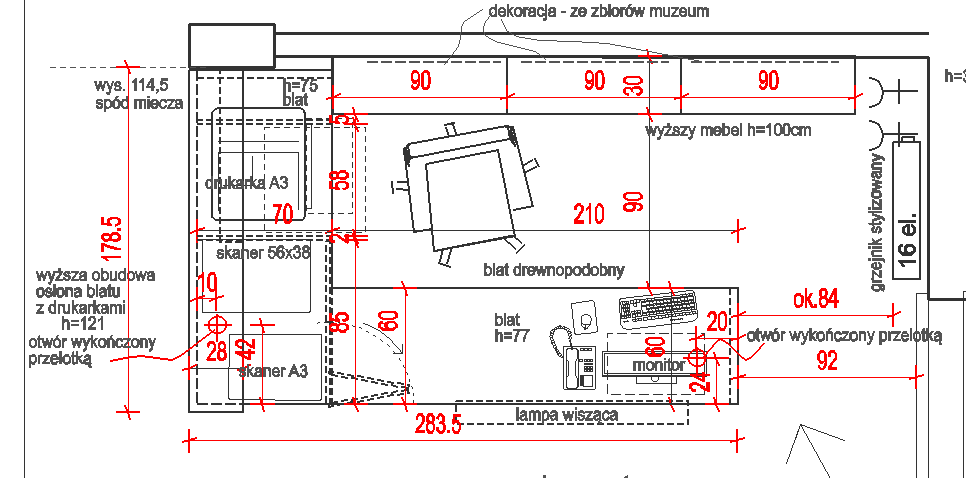 dekoracja - ze zbiorów muzeum
wys. 114,5
spód miecza
h=75
blat
90
90
90
30
h=3
5
wyższy mebel h=100cm
drukarka A3
58
90
70
210
2
178.5
skaner 56x38
blat drewnopodobny
grzejnik stylizowany
16 el.
wyższa obudowa
osłona blatu
z drukarkami
h=121
otwór wykończony
przelotką
10
28
42
85
60
skaner A3
blat
h=77
60
20
24
monitor
ok.84
otwór wykończony przelotką
92
lampa wisząca
283.5